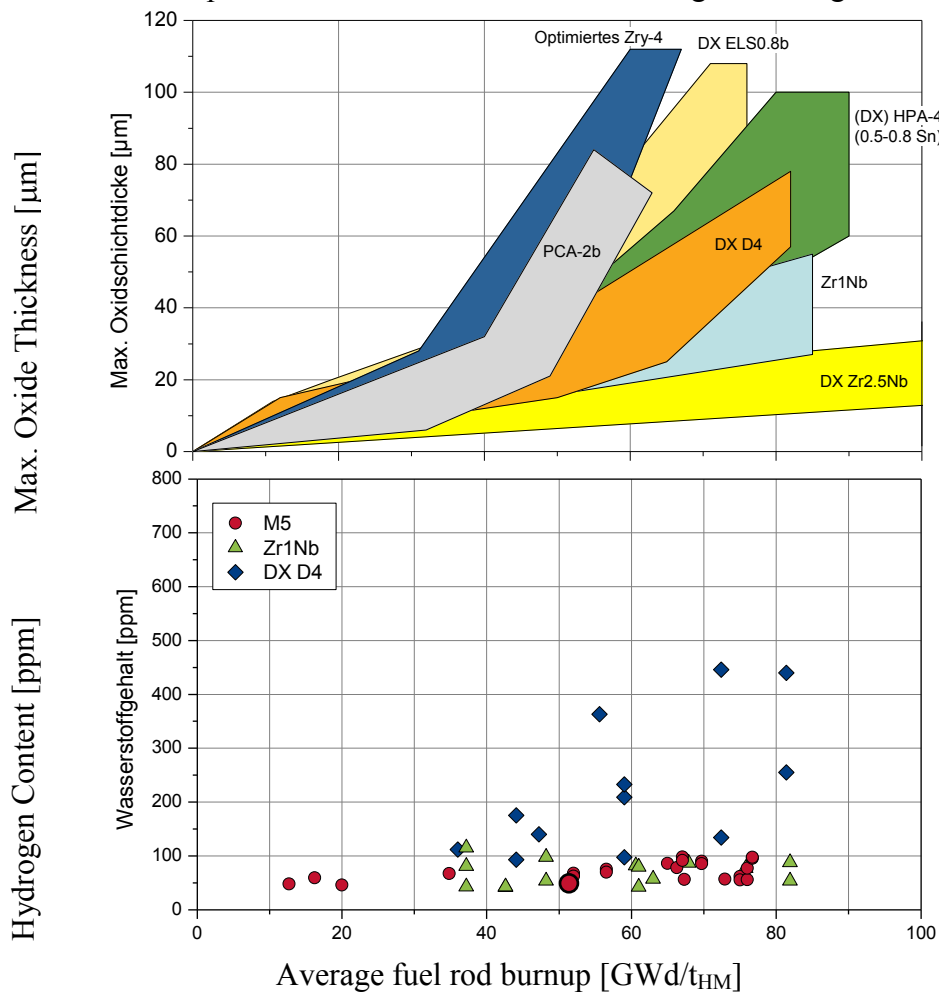 Max. Oxide Thickness [µm]
Max. Oxidschichtdicke [µm]
120
100
80
60
40
20
0
Optimiertes Zry-4
DX ELS0.8b
(DX) HPA-4
(0.5-0.8 Sn)
PCA-2b
DX D4
Zr1Nb
DX Zr2.5Nb
Hydrogen Content [ppm]
Wasserstoffgehalt [ppm]
800
700
600
500
400
300
200
100
0
M5
Zr1Nb
DX D4
0 20 40 60 80 100
Average fuel rod burnup [GWd/tHM]